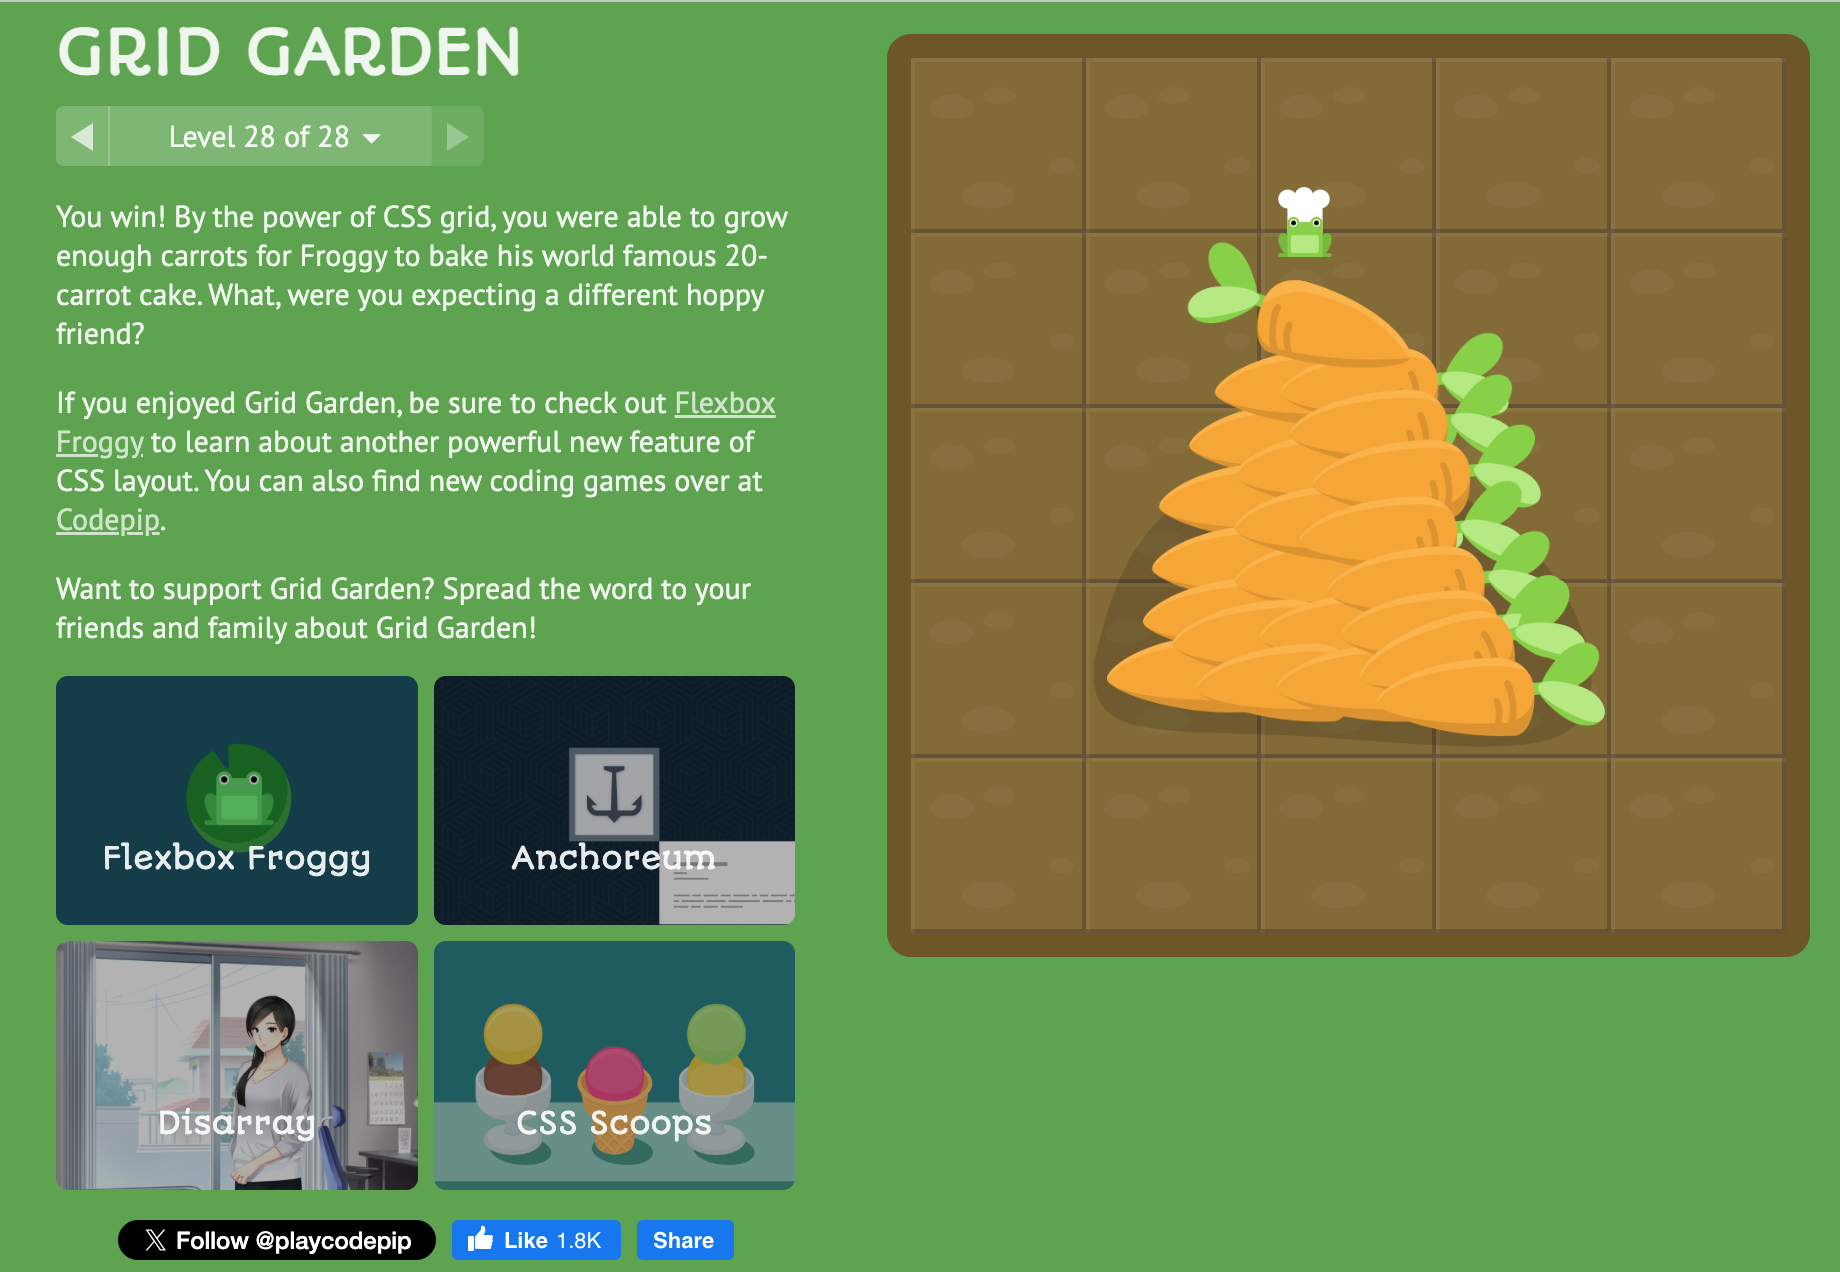 GRID GARDEN
Level 28 of 28
You win! By the power of CSS grid, you were able to grow
enough carrots for Froggy to bake his world famous 20-
carrot cake. What, were you expecting a different hoppy
friend?
If you enjoyed Grid Garden, be sure to check out Flexbox
Froggy to learn about another powerful new feature of
CSS layout. You can also find new coding games over at
Codepip.
Want to support Grid Garden? Spread the word to your
friends and family about Grid Garden!
Flexbox Froggy
Anchoreum
Disarray
CSS Scoops
Follow @playcodepip
Like 1.8K
Share